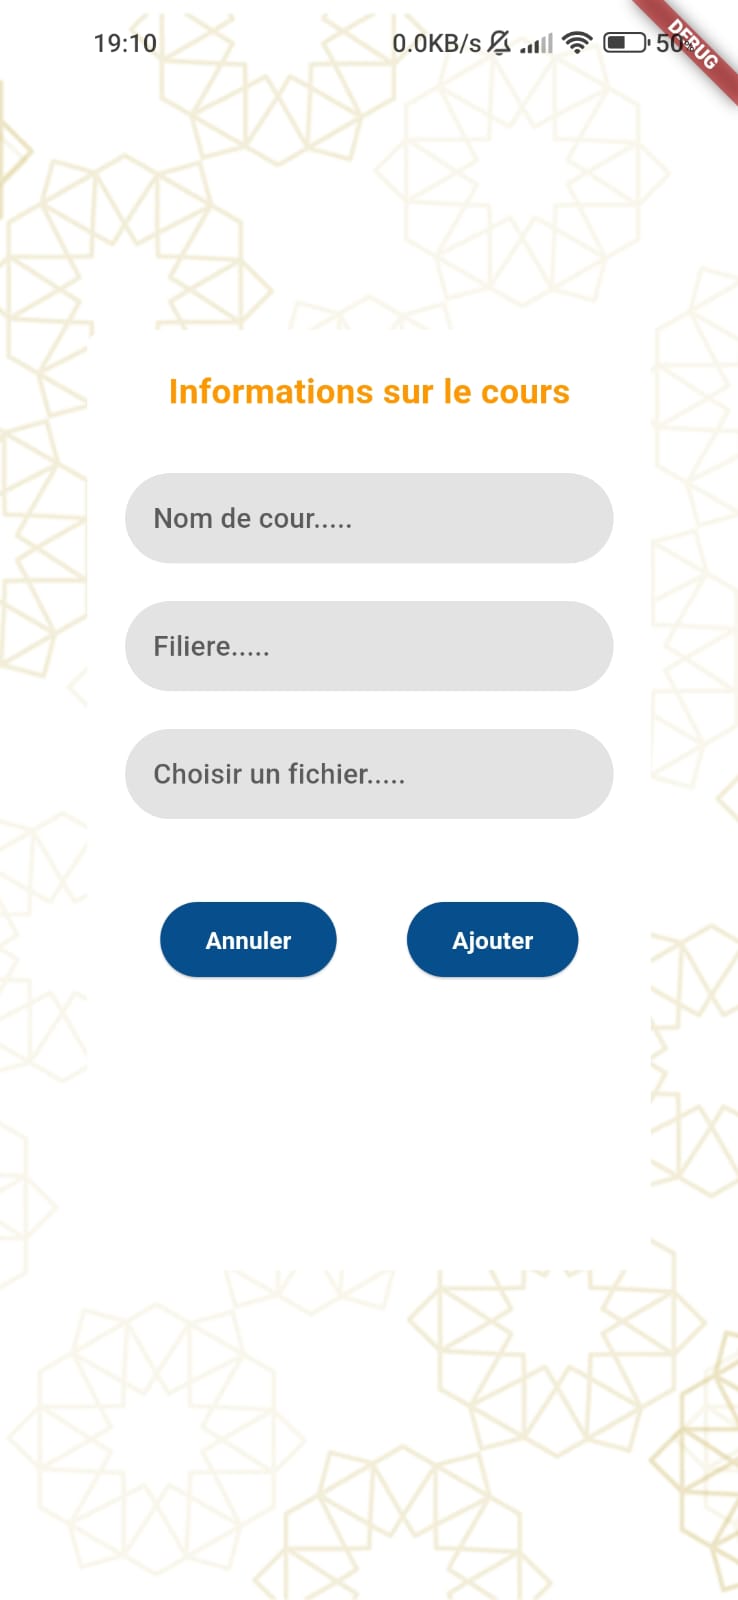 19:10 0.0KB/s 50%
DEBUG
Informations sur le cours
Nom de cour.....
Filiere.....
Choisir un fichier.....
Annuler Ajouter